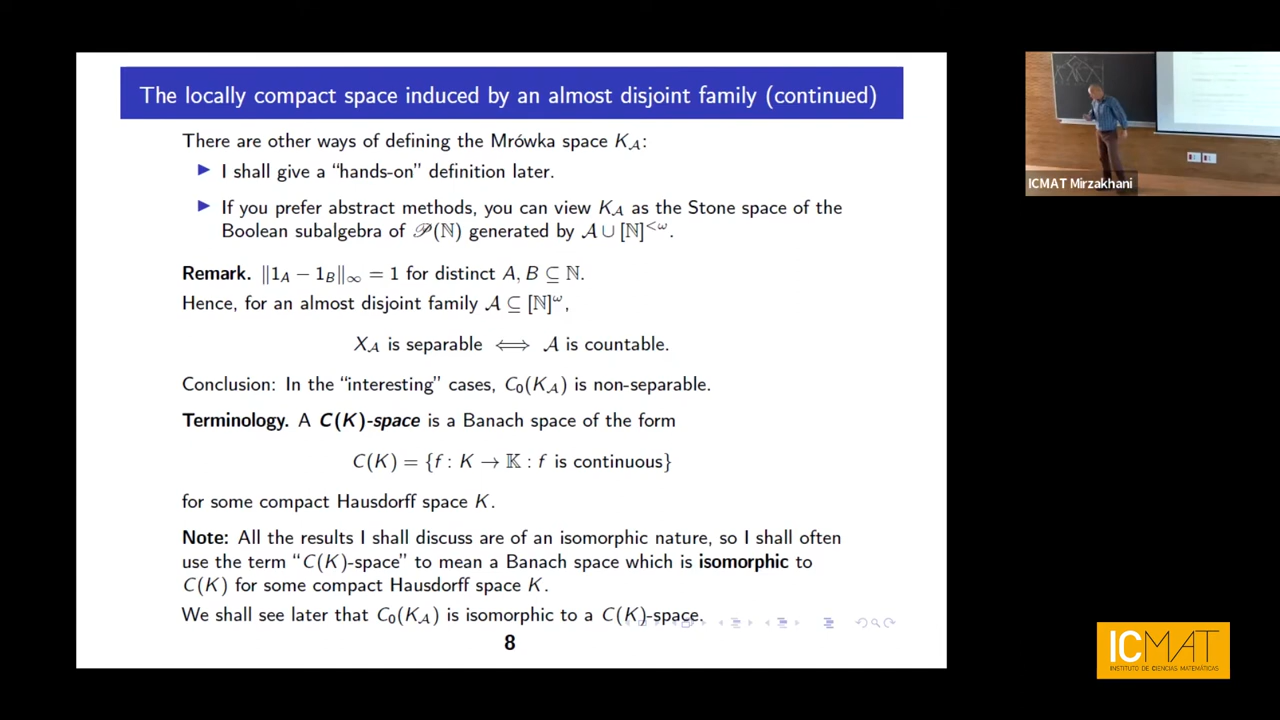 The locally compact space induced by an almost disjoint family (continued)
There are other ways of defining the Mrówka space K_𝒜:
▶ I shall give a “hands-on” definition later.
▶ If you prefer abstract methods, you can view K_𝒜 as the Stone space of the
Boolean subalgebra of 𝒫(ℕ) generated by 𝒜 ∪ [ℕ]^{<ω}.
Remark. ‖1_A − 1_B‖_∞ = 1 for distinct A, B ⊆ ℕ.
Hence, for an almost disjoint family 𝒜 ⊆ [ℕ]^ω,
X_𝒜 is separable ⟺ 𝒜 is countable.
Conclusion: In the “interesting” cases, C₀(K_𝒜) is non-separable.
Terminology. A C(K)-space is a Banach space of the form
C(K) = {f : K → 𝕂 : f is continuous}
for some compact Hausdorff space K.
Note: All the results I shall discuss are of an isomorphic nature, so I shall often
use the term “C(K)-space” to mean a Banach space which is isomorphic to
C(K) for some compact Hausdorff space K.
We shall see later that C₀(K_𝒜) is isomorphic to a C(K)-space.
8
ICMAT Mirzakhani
ICMAT
INSTITUTO DE CIENCIAS MATEMÁTICAS